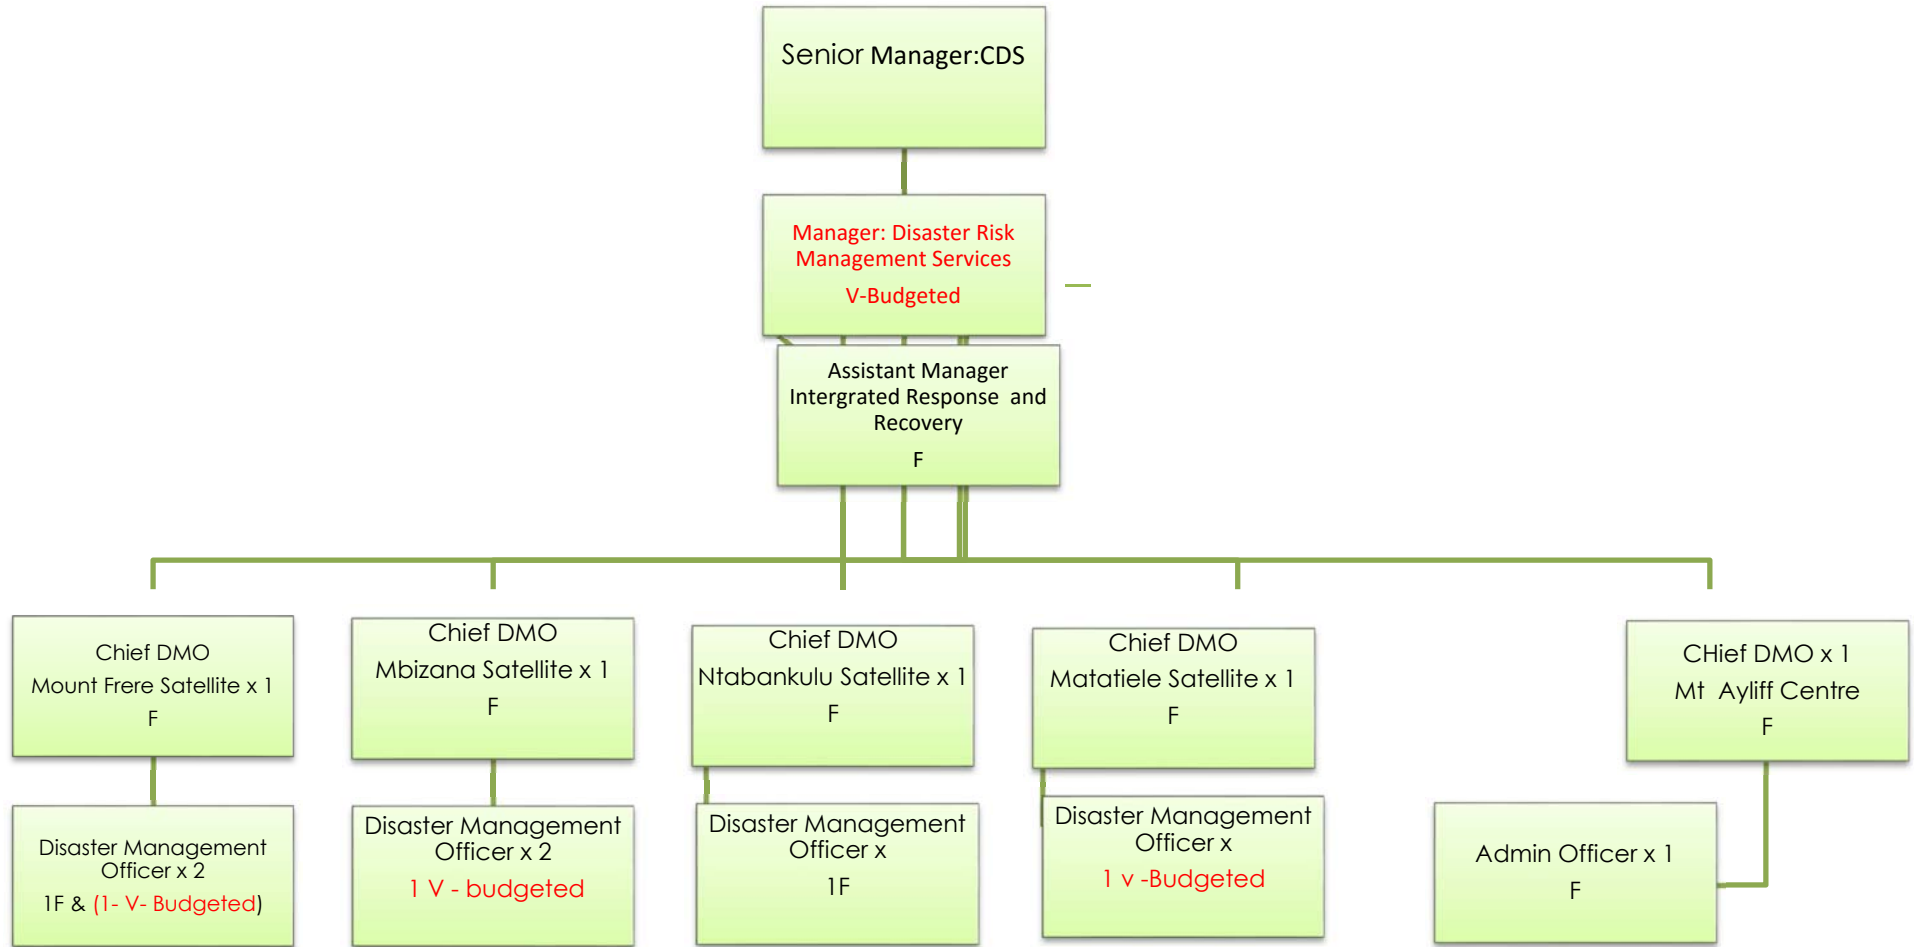 Senior Manager:CDS
Manager: Disaster Risk
Management Services
V-Budgeted
Assistant Manager
Intergrated Response and
Recovery
F
Chief DMO
Mount Frere Satellite x 1
F
Chief DMO
Mbizana Satellite x 1
F
Chief DMO
Ntabankulu Satellite x 1
F
Chief DMO
Matatiele Satellite x 1
F
CHief DMO x 1
Mt Ayliff Centre
F
Disaster Management
Officer x 2
1F & (1- V- Budgeted)
Disaster Management
Officer x 2
1 V - budgeted
Disaster Management
Officer x
1F
Disaster Management
Officer x
1 v -Budgeted
Admin Officer x 1
F